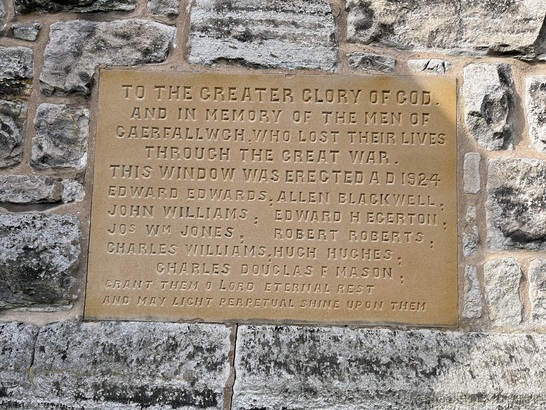 TO THE GREATER GLORY OF GOD.
AND IN MEMORY OF THE MEN OF
CAERFALLWCH, WHO LOST THEIR LIVES
THROUGH THE GREAT WAR.
THIS WINDOW WAS ERECTED A D 1924
EDWARD EDWARDS, ALLEN BLACKWELL;
JOHN WILLIAMS; EDWARD H EGERTON;
JOS WM JONES; ROBERT ROBERTS;
CHARLES WILLIAMS, HUGH HUGHES;
CHARLES DOUGLAS F MASON;
GRANT THEM O LORD ETERNAL REST
AND MAY LIGHT PERPETUAL SHINE UPON THEM